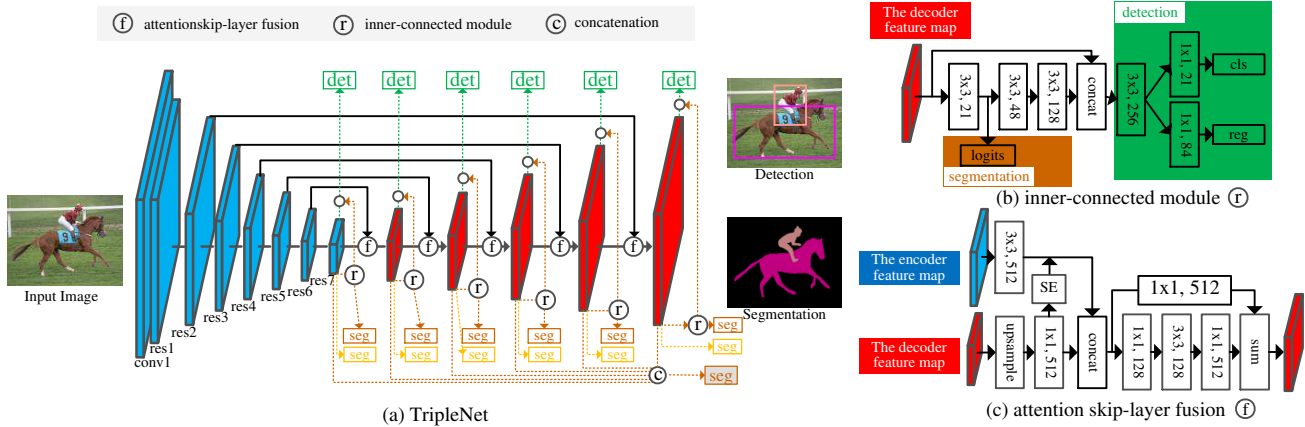 f attentionskip-layer fusion r inner-connected module c concatenation
det det det det det det
Input Image
conv1 res1 res2 res3 res4 res5 res6 res7
f f f f f
r r r r r r
seg seg seg seg seg seg
seg seg seg seg seg seg
c seg
9
Detection
Segmentation
(a) TripleNet
The decoder
feature map
3x3, 21
3x3, 48
3x3, 128
concat
logits
segmentation
detection
3x3, 256
1x1, 21
cls
1x1, 84
reg
(b) inner-connected module r
The encoder
feature map
3x3, 512
SE
The decoder
feature map
upsample
1x1, 512
concat
1x1, 512
1x1, 128
3x3, 128
1x1, 512
sum
(c) attention skip-layer fusion f